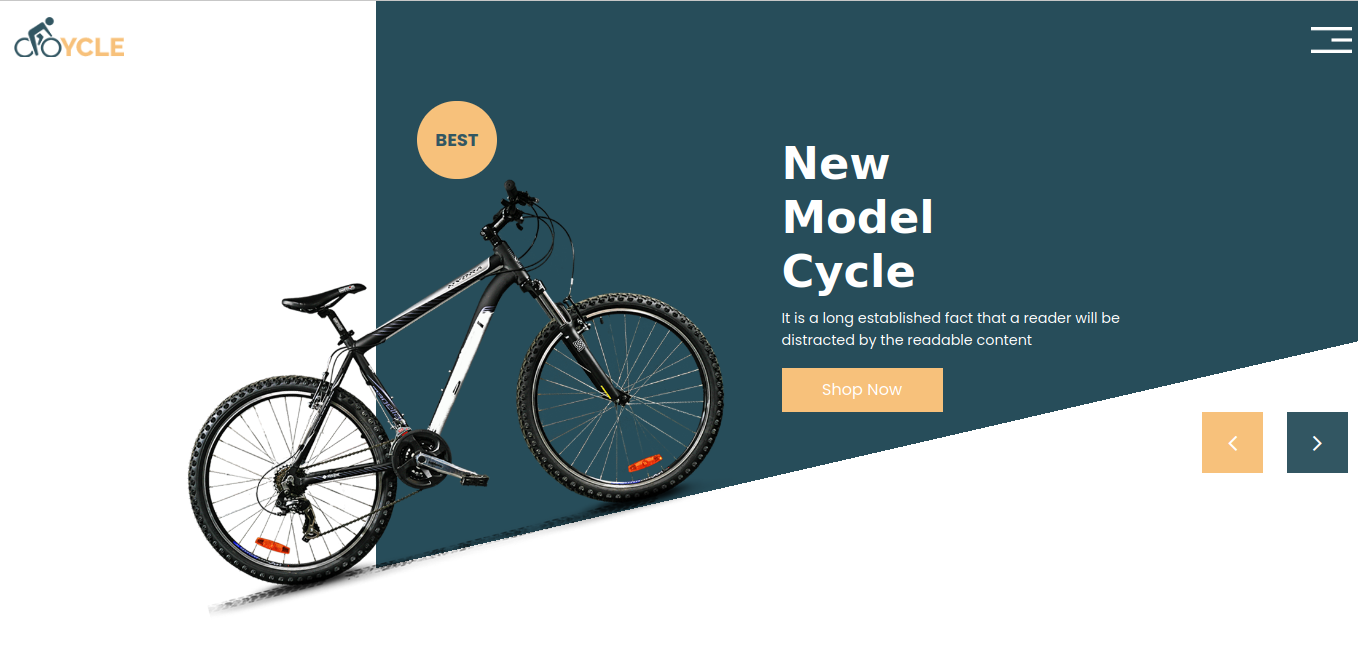 CYCLE
BEST
New
Model
Cycle
It is a long established fact that a reader will be
distracted by the readable content
Shop Now